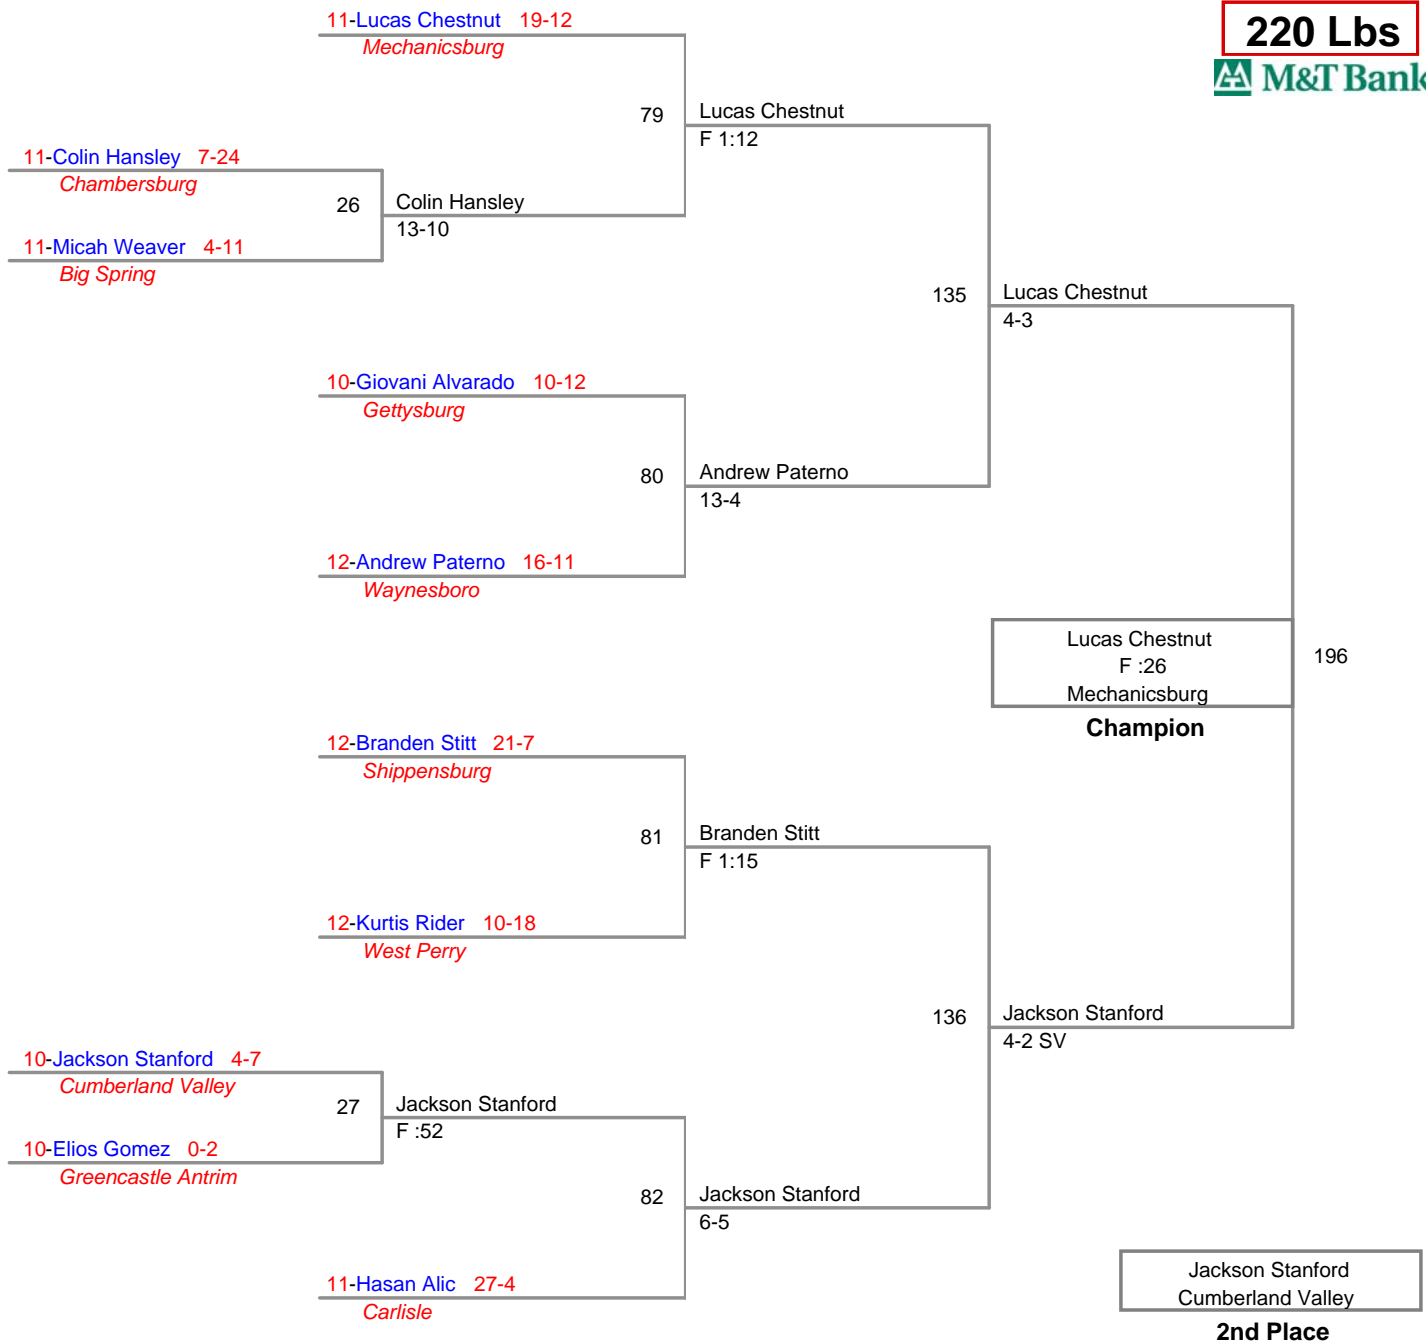 11-Lucas Chestnut 19-12
Mechanicsburg
220 Lbs
M&T Bank
79
Lucas Chestnut
F 1:12
11-Colin Hansley 7-24
Chambersburg
26
Colin Hansley
13-10
11-Micah Weaver 4-11
Big Spring
135
Lucas Chestnut
4-3
10-Giovani Alvarado 10-12
Gettysburg
80
Andrew Paterno
13-4
12-Andrew Paterno 16-11
Waynesboro
Lucas Chestnut
F :26
Mechanicsburg
196
Champion
12-Branden Stitt 21-7
Shippensburg
81
Branden Stitt
F 1:15
12-Kurtis Rider 10-18
West Perry
136
Jackson Stanford
4-2 SV
10-Jackson Stanford 4-7
Cumberland Valley
27
Jackson Stanford
F :52
10-Elios Gomez 0-2
Greencastle Antrim
82
Jackson Stanford
6-5
11-Hasan Alic 27-4
Carlisle
Jackson Stanford
Cumberland Valley
2nd Place